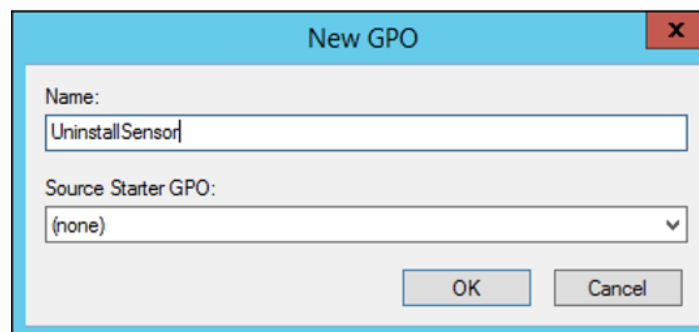 New GPO
x
Name:
UninstallSensor
Source Starter GPO:
(none)
OK Cancel